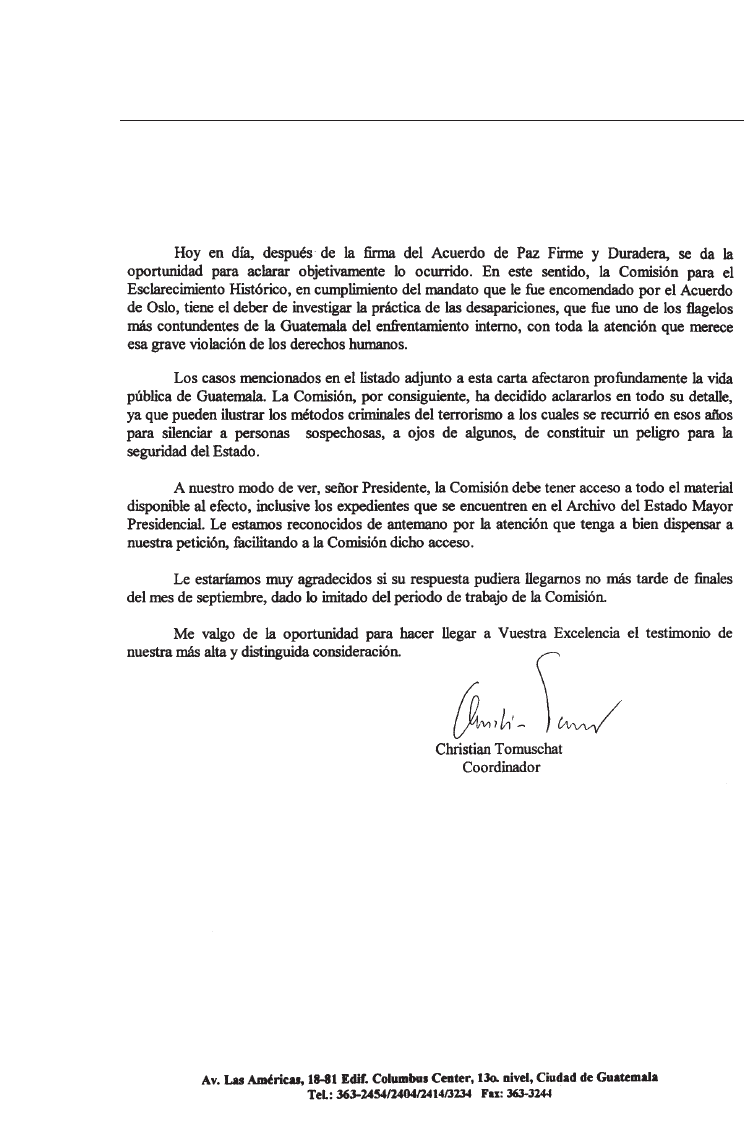 Hoy en día, después de la firma del Acuerdo de Paz Firme y Duradera, se da la
oportunidad para aclarar objetivamente lo ocurrido. En este sentido, la Comisión para el
Esclarecimiento Histórico, en cumplimiento del mandato que le fue encomendado por el Acuerdo
de Oslo, tiene el deber de investigar la práctica de las desapariciones, que fue uno de los flagelos
más contundentes de la Guatemala del enfrentamiento interno, con toda la atención que merece
esa grave violación de los derechos humanos.
Los casos mencionados en el listado adjunto a esta carta afectaron profundamente la vida
pública de Guatemala. La Comisión, por consiguiente, ha decidido aclararlos en todo su detalle,
ya que pueden ilustrar los métodos criminales del terrorismo a los cuales se recurrió en esos años
para silenciar a personas sospechosas, a ojos de algunos, de constituir un peligro para la
seguridad del Estado.
A nuestro modo de ver, señor Presidente, la Comisión debe tener acceso a todo el material
disponible al efecto, inclusive los expedientes que se encuentren en el Archivo del Estado Mayor
Presidencial. Le estamos reconocidos de antemano por la atención que tenga a bien dispensar a
nuestra petición, facilitando a la Comisión dicho acceso.
Le estaríamos muy agradecidos si su respuesta pudiera llegarnos no más tarde de finales
del mes de septiembre, dado lo imitado del periodo de trabajo de la Comisión.
Me valgo de la oportunidad para hacer llegar a Vuestra Excelencia el testimonio de
nuestra más alta y distinguida consideración.
Christian Tomuschat
Coordinador
Av. Las Américas, 18-81 Edif. Columbus Center, 13o. nivel, Ciudad de Guatemala
Tel.: 363-2454/2404/2414/3234 Fax: 363-3244